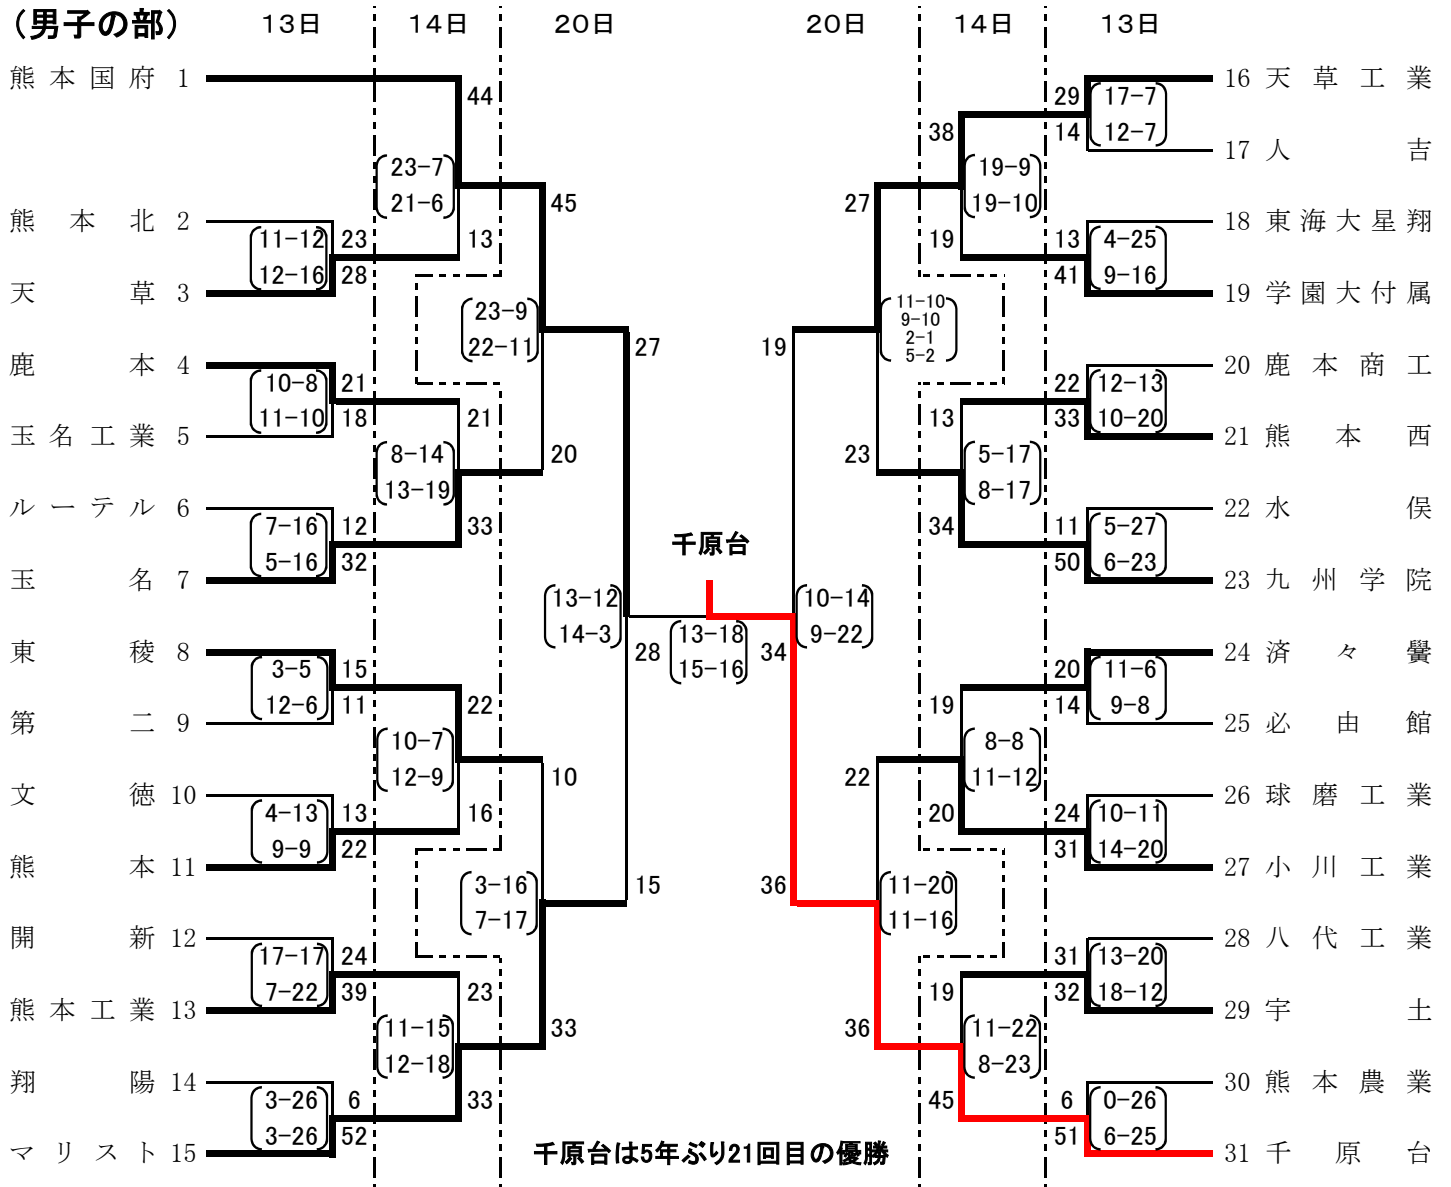 (男子の部)
13日 14日 20日 20日 14日 13日
熊本国府 1
熊本北 2
天草 3
鹿本 4
玉名工業 5
ルーテル 6
玉名 7
東稜 8
第二 9
文徳 10
熊本 11
開新 12
熊本工業 13
翔陽 14
マリスト 15
11-12 23
12-16 28
10-8 21
11-10 18
7-16 12
5-16 32
3-5 15
12-6 11
4-13 13
9-9 22
17-17 24
7-22 39
3-26 6
3-26 52
44
23-7
21-6
13
21
8-14
13-19
33
22
10-7
12-9
16
23
11-15
12-18
33
45
23-9
22-11
20
10
3-16
7-17
33
27
13-12
14-3
15
千原台
28 13-18 34
15-16
19
10-14
9-22
36
27
11-10
9-10
2-1
5-2
23
22
11-20
11-16
36
38
19-9
19-10
19
13
5-17
8-17
34
19
8-8
11-12
20
19
11-22
8-23
45
29 17-7
14 12-7
13 4-25
41 9-16
22 12-13
33 10-20
11 5-27
50 6-23
20 11-6
14 9-8
24 10-11
31 14-20
31 13-20
32 18-12
6 0-26
51 6-25
16 天草工業
17 人吉
18 東海大星翔
19 学園大付属
20 鹿本商工
21 熊本西
22 水俣
23 九州学院
24 済々黌
25 必由館
26 球磨工業
27 小川工業
28 八代工業
29 宇土
30 熊本農業
31 千原台
千原台は5年ぶり21回目の優勝